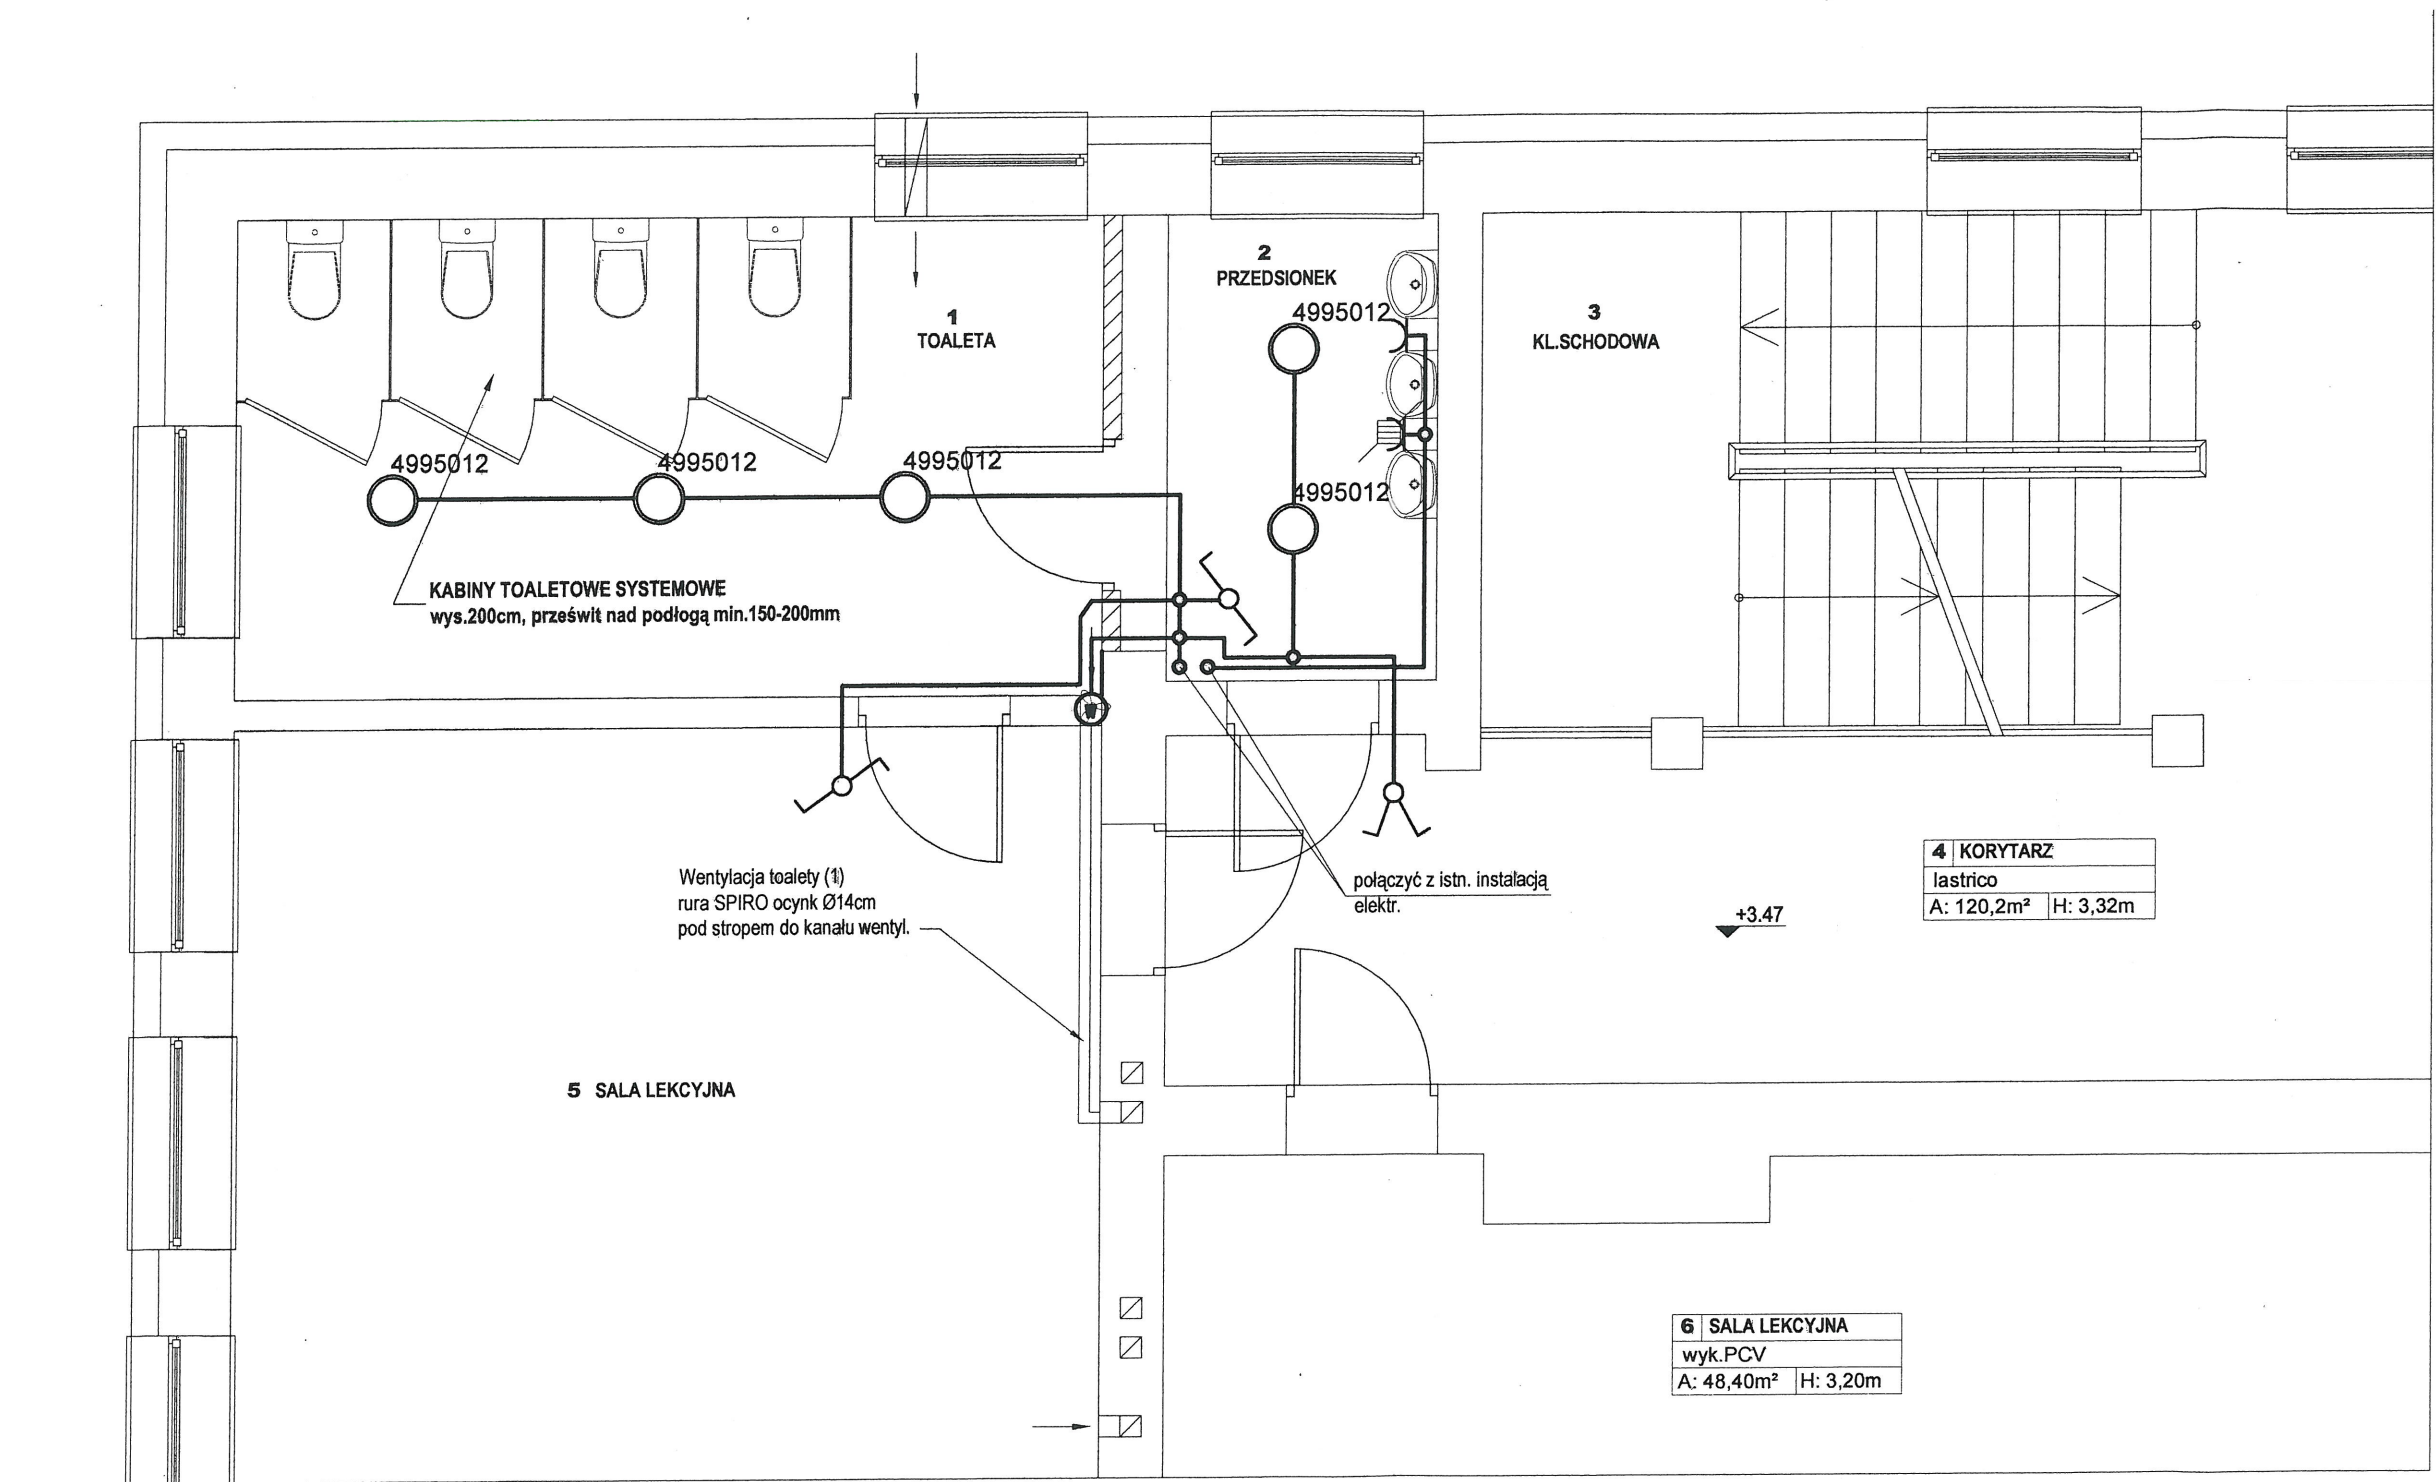 2
PRZEDSIONEK
4995012
1
TOALETA
3
KL.SCHODOWA
4995012
4995012
4995012
4995012
KABINY TOALETOWE SYSTEMOWE
wys.200cm, prześwit nad podłogą min.150-200mm
Wentylacja toalety (1)
rura SPIRO ocynk Ø14cm
pod stropem do kanału wentyl.
połączyć z istn. instalacją
elektr.
+3.47
4 KORYTARZ
lastrico
A: 120,2m² H: 3,32m
5 SALA LEKCYJNA
6 SALA LEKCYJNA
wyk.PCV
A: 48,40m² H: 3,20m